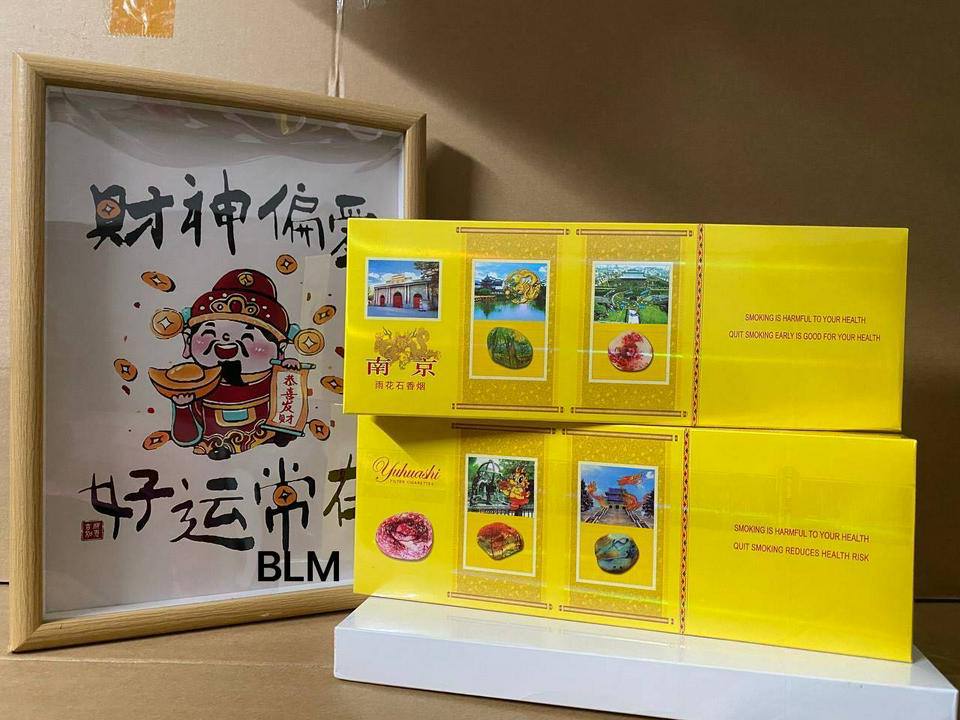 財神偏爱
恭喜发财
好运常在
BLM
南京
雨花石香烟
SMOKING IS HARMFUL TO YOUR HEALTH
QUIT SMOKING EARLY IS GOOD FOR YOUR HEALTH
Yuhuashi
FILTER CIGARETTES
SMOKING IS HARMFUL TO YOUR HEALTH
QUIT SMOKING REDUCES HEALTH RISK